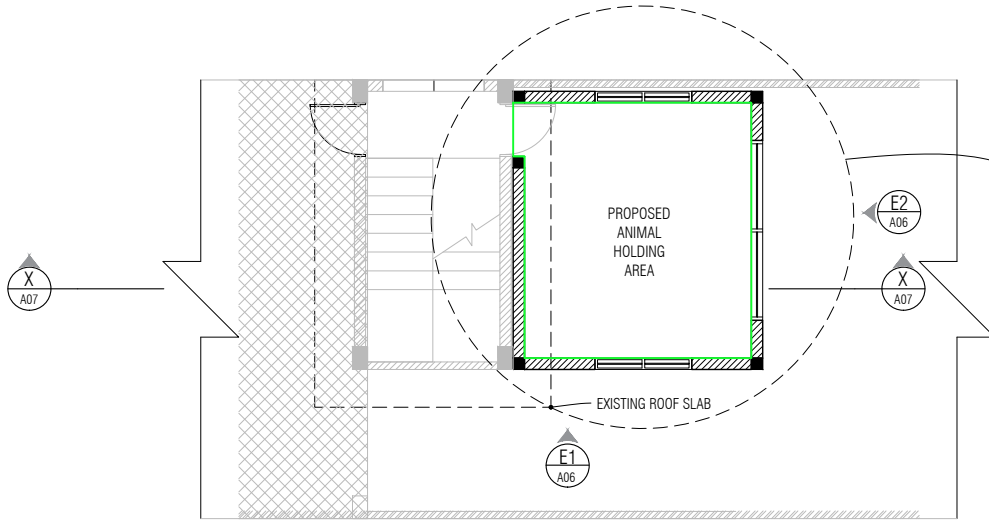 PROPOSED
ANIMAL
HOLDING
AREA
E2
A06
X
A07
X
A07
EXISTING ROOF SLAB
E1
A06